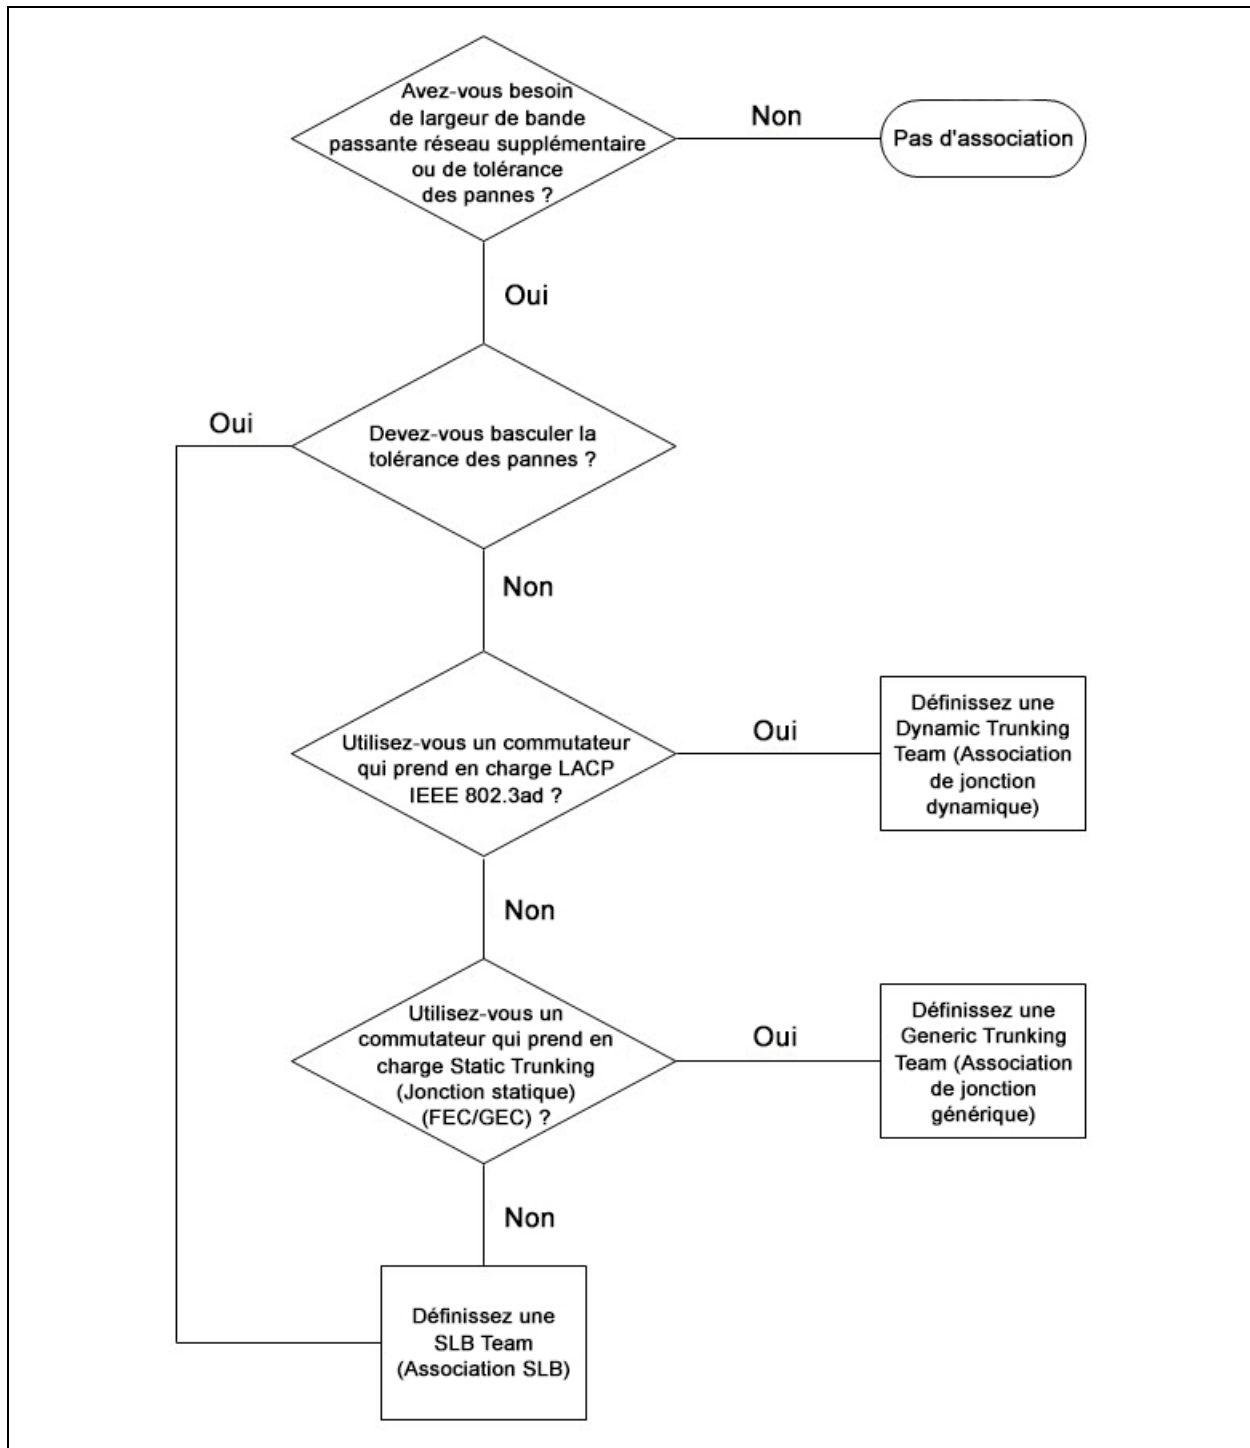 Avez-vous besoin
de largeur de bande
passante réseau supplémentaire
ou de tolérance
des pannes ?
Non
Pas d'association
Oui
Oui
Devez-vous basculer la
tolérance des pannes ?
Non
Utilisez-vous un commutateur
qui prend en charge LACP
IEEE 802.3ad ?
Oui
Définissez une
Dynamic Trunking
Team (Association
de jonction
dynamique)
Non
Utilisez-vous un
commutateur qui prend en
charge Static Trunking
(Jonction statique)
(FEC/GEC) ?
Oui
Définissez une
Generic Trunking
Team (Association
de jonction
générique)
Non
Définissez une
SLB Team
(Association SLB)